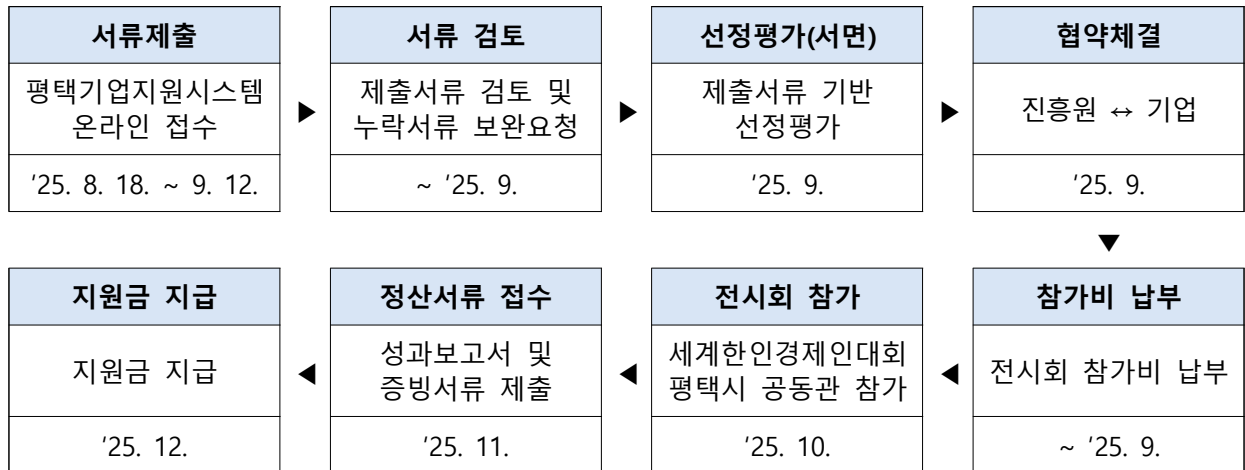 서류제출
평택기업지원시스템
온라인 접수
'25. 8. 18. ~ 9. 12.
▶
서류 검토
제출서류 검토 및
누락서류 보완요청
~ '25. 9.
▶
선정평가(서면)
제출서류 기반
선정평가
'25. 9.
▶
협약체결
진흥원 ↔ 기업
'25. 9.
▼
참가비 납부
전시회 참가비 납부
~ '25. 9.
◀
전시회 참가
세계한인경제인대회
평택시 공동관 참가
'25. 10.
◀
정산서류 접수
성과보고서 및
증빙서류 제출
'25. 11.
◀
지원금 지급
지원금 지급
'25. 12.